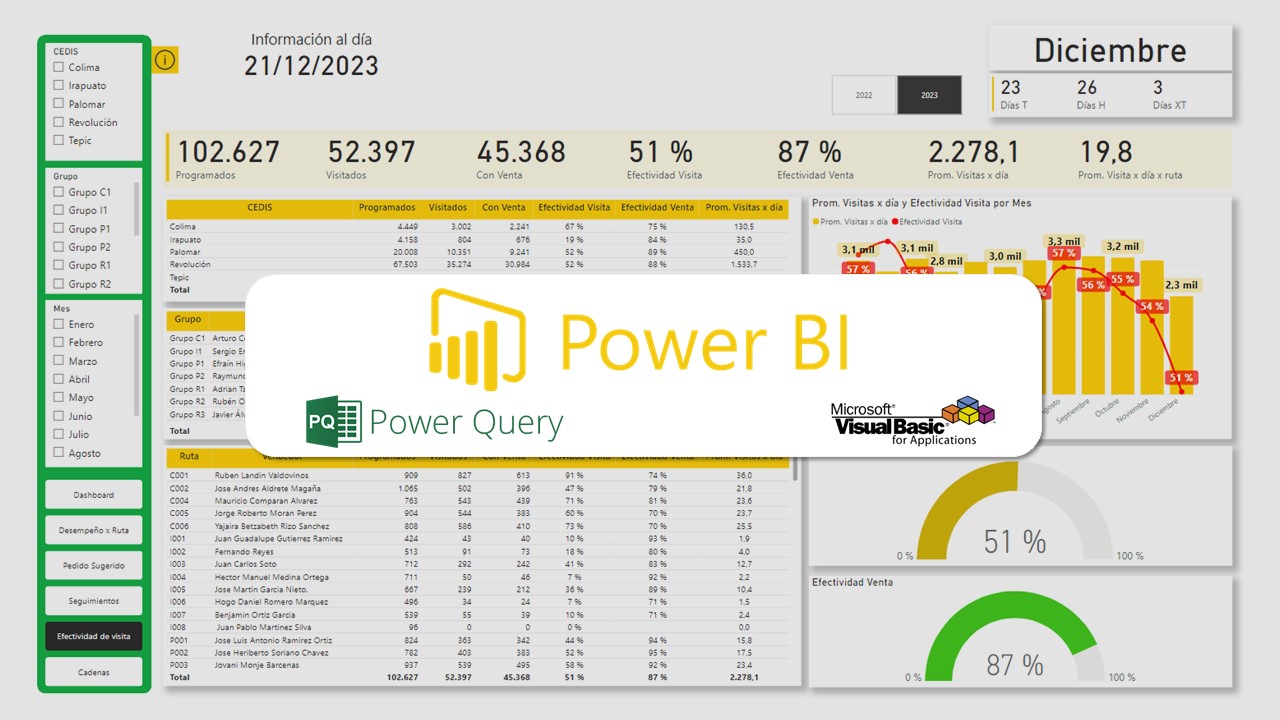 CEDIS
Colima
Irapuato
Palomar
Revolución
Tepic
Grupo
Grupo C1
Grupo I1
Grupo P1
Grupo P2
Grupo R1
Grupo R2
Mes
Enero
Febrero
Marzo
Abril
Mayo
Junio
Julio
Agosto
Dashboard
Desempeño x Ruta
Pedido Sugerido
Seguimientos
Efectividad de visita
Cadenas
i
Información al día
21/12/2023
2022 2023
Diciembre
23 26 3
Días T Días H Días XT
102.627 52.397 45.368 51 % 87 % 2.278,1 19,8
Programados Visitados Con Venta Efectividad Visita Efectividad Venta Prom. Visitas x día Prom. Visita x día x ruta
CEDIS Programados Visitados Con Venta Efectividad Visita Efectividad Venta Prom. Visitas x día
Colima 4.449 3.002 2.241 67 % 75 % 130,5
Irapuato 4.158 804 676 19 % 84 % 35,0
Palomar 20.008 10.351 9.241 52 % 89 % 450,0
Revolución 67.503 35.274 30.984 52 % 88 % 1.533,7
Tepic
Total
Grupo
Grupo C1 Arturo
Grupo I1 Sergio
Grupo P1 Efraín
Grupo P2
Grupo R1 Adrian
Grupo R2 Rubén
Grupo R3 Javier
Total
Power BI
PQ Power Query
Microsoft®
Visual Basic®
for Applications
Ruta Vendedor Programados Visitados Con Venta Efectividad Visita Efectividad Venta Prom. Visitas x día
C001 Ruben Landin Valdovinos 909 827 613 91 % 74 % 36,0
C002 Jose Andres Aldrete Magaña 1.065 502 396 47 % 79 % 21,8
C004 Mauricio Comparan Alvarez 763 543 439 71 % 81 % 23,6
C005 Jorge Roberto Moran Perez 904 544 383 60 % 70 % 23,7
C006 Yajaira Betzabeth Rizo Sanchez 808 586 410 73 % 70 % 25,5
I001 Juan Guadalupe Gutierrez Ramirez 424 43 40 10 % 93 % 1,9
I002 Fernando Reyes 513 91 73 18 % 80 % 4,0
I003 Juan Carlos Soto 712 292 242 41 % 83 % 12,7
I004 Hector Manuel Medina Ortega 711 50 46 7 % 92 % 2,2
I005 Jose Martín García Nieto. 667 239 212 36 % 89 % 10,4
I006 Hogo Daniel Romero Marquez 496 34 24 7 % 71 % 1,5
I007 Benjamin Ortiz Garcia 539 55 39 10 % 71 % 2,4
I008 Juan Pablo Martinez Silva 96 0 0 0 % 0,0
P001 Jose Luis Antonio Ramirez Ortiz 824 363 342 44 % 94 % 15,8
P002 Jose Heriberto Soriano Chavez 782 403 383 52 % 95 % 17,5
P003 Jovani Monje Barcenas 937 539 495 58 % 92 % 23,4
Total 102.627 52.397 45.368 51 % 87 % 2.278,1
Prom. Visitas x día y Efectividad Visita por Mes
Prom. Visitas x día Efectividad Visita
3,1 mil 3,1 mil 2,8 mil 3,0 mil 3,3 mil 3,2 mil 2,3 mil
57 % 56 % 57 % 56 % 55 % 54 % 51 %
Septiembre Octubre Noviembre Diciembre
51 %
0 % 100 %
Efectividad Venta
87 %
0 % 100 %